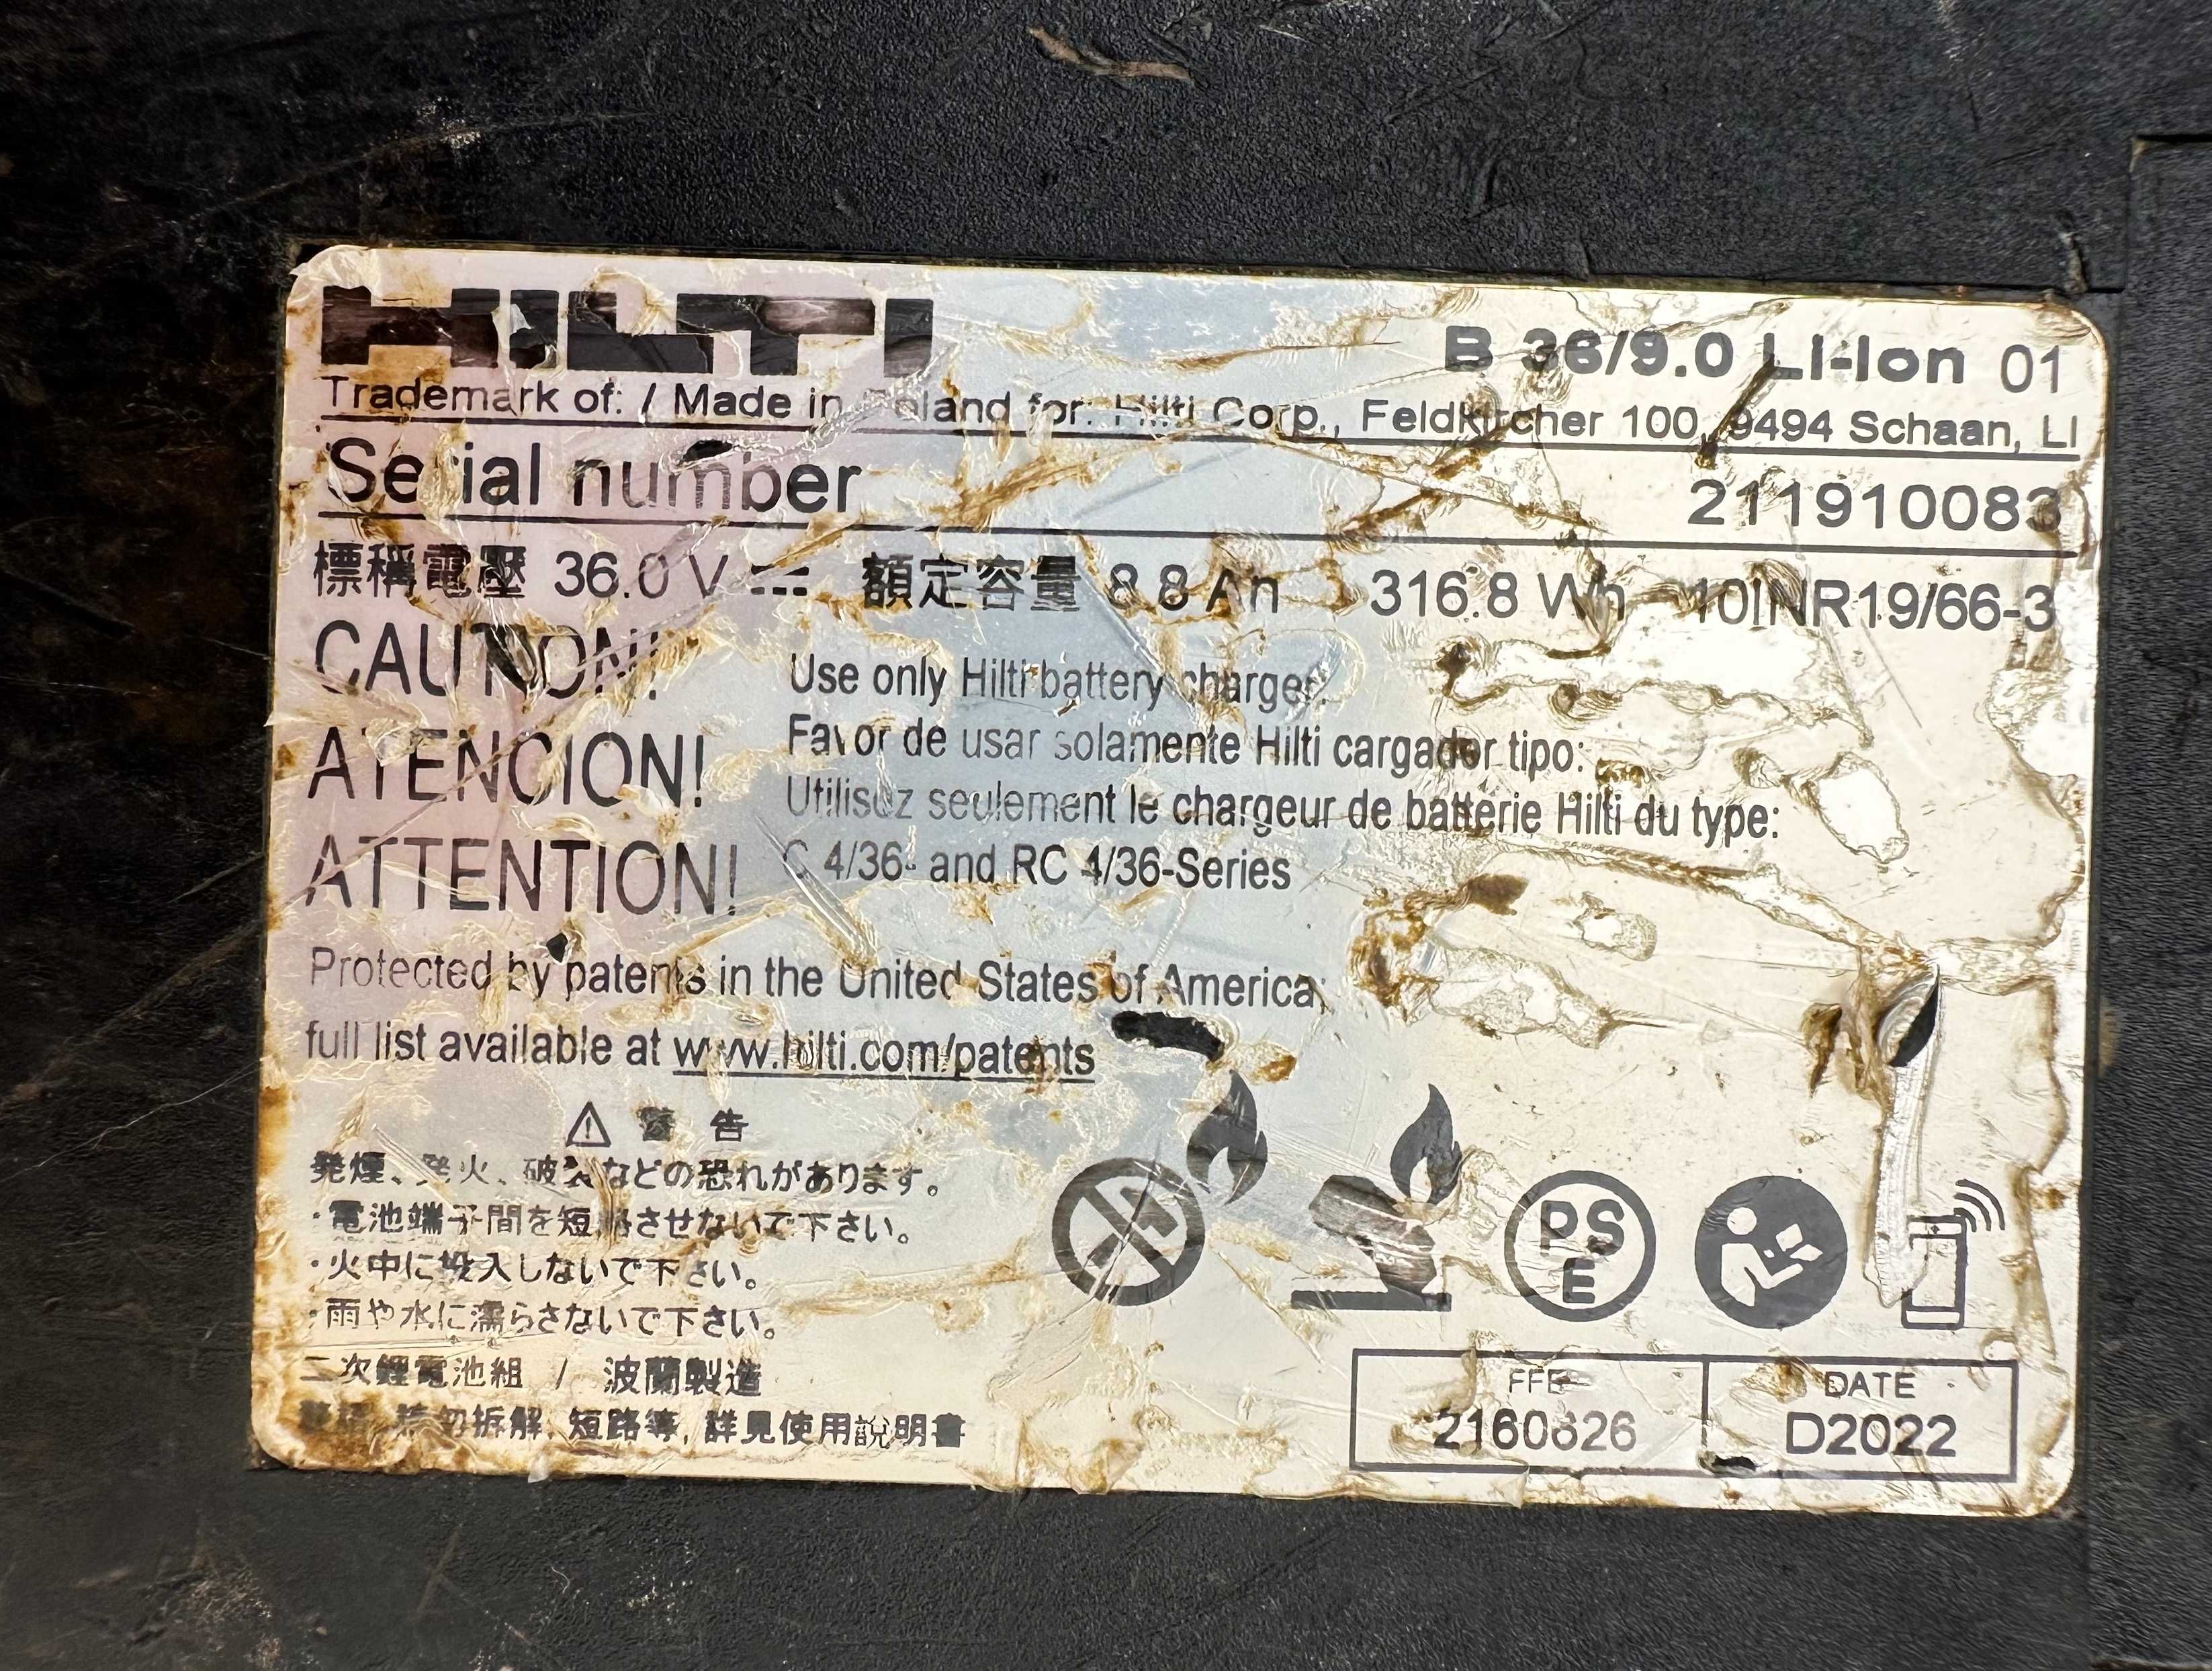 HILTI
B 36/9.0 Li-Ion 01
Trademark of: / Made in Poland for: Hilti Corp., Feldkircher 100, 9494 Schaan, LI
Serial number 211910083
標稱電壓 36.0 V 額定容量 8.8 Ah 316.8 Wh 10INR19/66-3
CAUTION!
ATENCION!
ATTENTION!
Use only Hilti battery charger:
Favor de usar solamente Hilti cargador tipo:
Utilisez seulement le chargeur de batterie Hilti du type:
C 4/36- and RC 4/36-Series
Protected by patents in the United States of America;
full list available at www.hilti.com/patents
警 告
発煙、発火、破裂などの恐れがあります。
・電池端子間を短絡させないで下さい。
・火中に投入しないで下さい。
・雨や水に濡らさないで下さい。
二次鋰電池組 / 波蘭製造
請勿拆解, 短路等, 詳見使用說明書
PSE
DATE
D2022